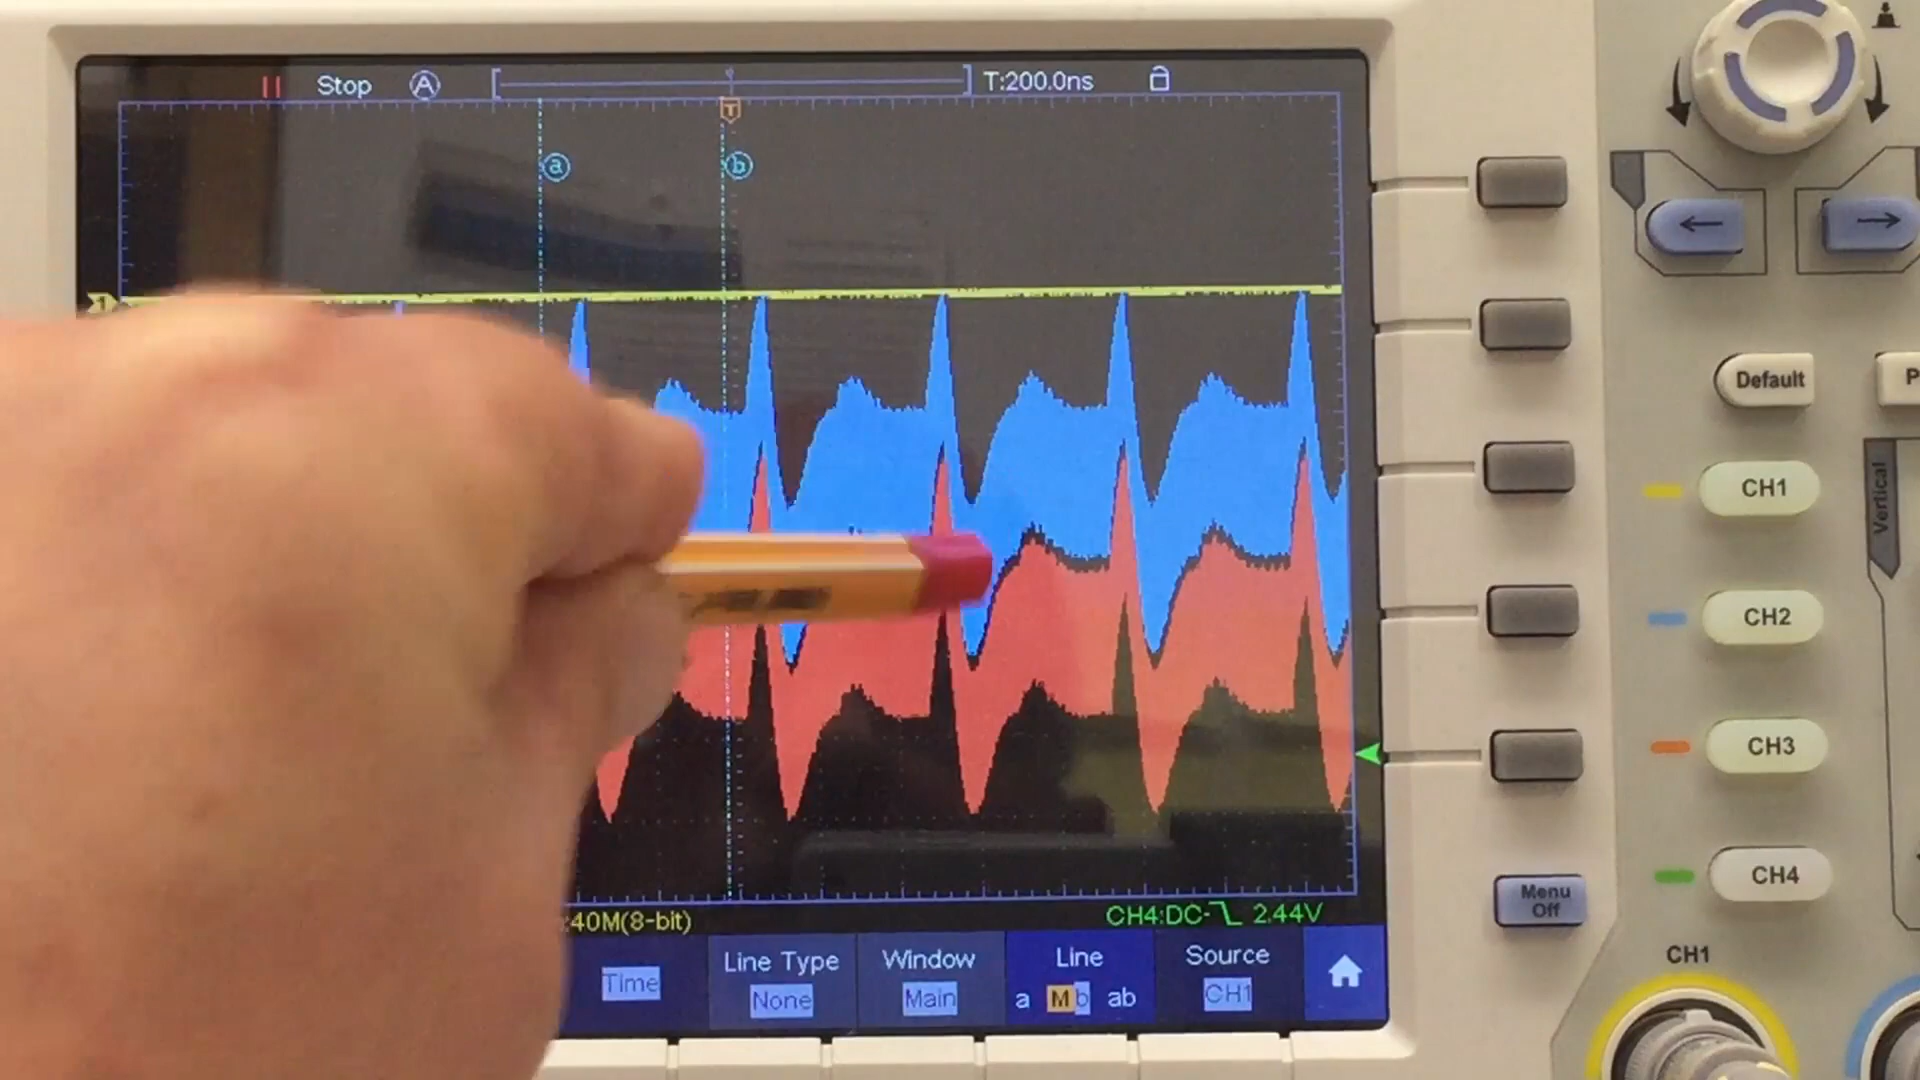 Stop A T:200.0ns
T
a b
1
Default P
CH1
Vertical
CH2
CH3
CH4
Menu
Off
:40M(8-bit) CH4:DC- 2.44V
Time
Line Type
None
Window
Main
Line
a M b ab
Source
CH1
CH1